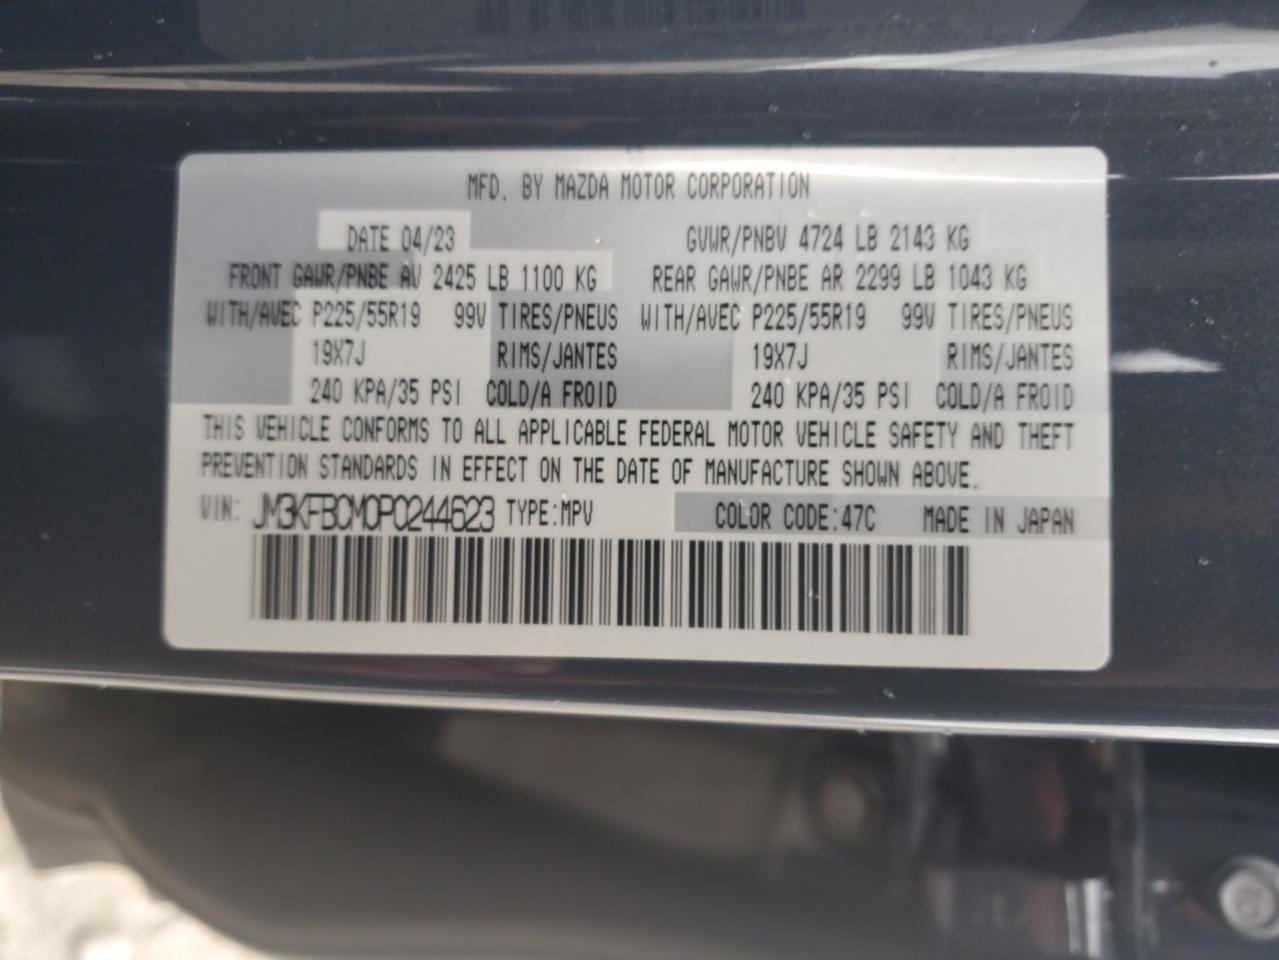 MFD. BY MAZDA MOTOR CORPORATION
DATE 04/23 GVWR/PNBV 4724 LB 2143 KG
FRONT GAWR/PNBE AV 2425 LB 1100 KG REAR GAWR/PNBE AR 2299 LB 1043 KG
WITH/AVEC P225/55R19 99V TIRES/PNEUS WITH/AVEC P225/55R19 99V TIRES/PNEUS
19X7J RIMS/JANTES 19X7J RIMS/JANTES
240 KPA/35 PSI COLD/A FROID 240 KPA/35 PSI COLD/A FROID
THIS VEHICLE CONFORMS TO ALL APPLICABLE FEDERAL MOTOR VEHICLE SAFETY AND THEFT
PREVENTION STANDARDS IN EFFECT ON THE DATE OF MANUFACTURE SHOWN ABOVE.
VIN: JM3KFBCM0P0244623 TYPE:MPV COLOR CODE:47C MADE IN JAPAN